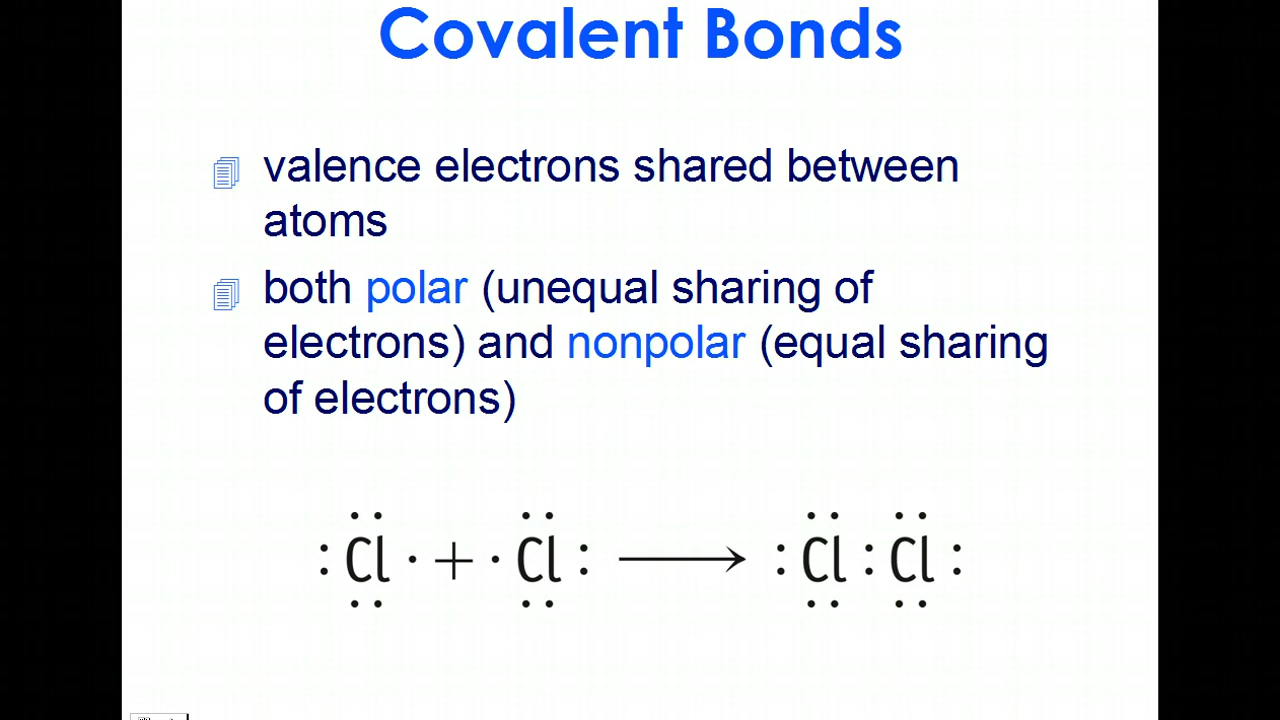 Covalent Bonds
valence electrons shared between
atoms
both polar (unequal sharing of
electrons) and nonpolar (equal sharing
of electrons)
:Cl· + ·Cl: ⟶ :Cl:Cl: